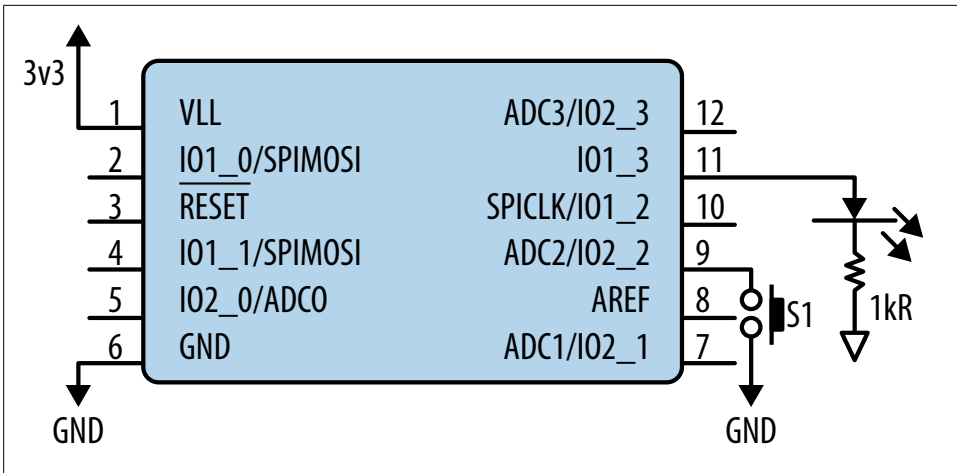 3v3
1 VLL ADC3/IO2_3 12
2 IO1_0/SPIMOSI IO1_3 11
3 RESET SPICLK/IO1_2 10
4 IO1_1/SPIMOSI ADC2/IO2_2 9
5 IO2_0/ADCO AREF 8
6 GND ADC1/IO2_1 7
S1
1kR
GND
GND